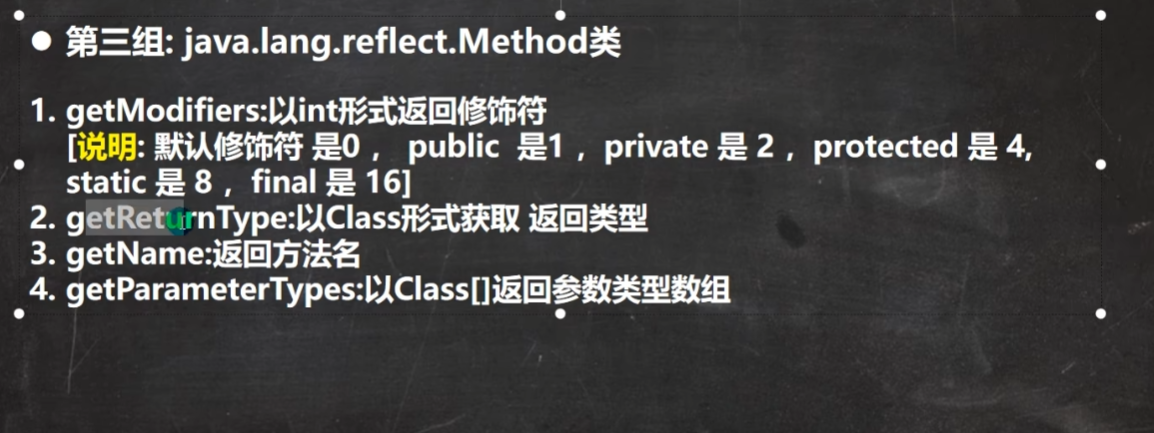 ● 第三组: java.lang.reflect.Method类
1. getModifiers:以int形式返回修饰符
[说明: 默认修饰符 是0 ， public 是1 ，private 是 2 ，protected 是 4,
static 是 8 ，final 是 16]
2. getReturnType:以Class形式获取 返回类型
3. getName:返回方法名
4. getParameterTypes:以Class[]返回参数类型数组